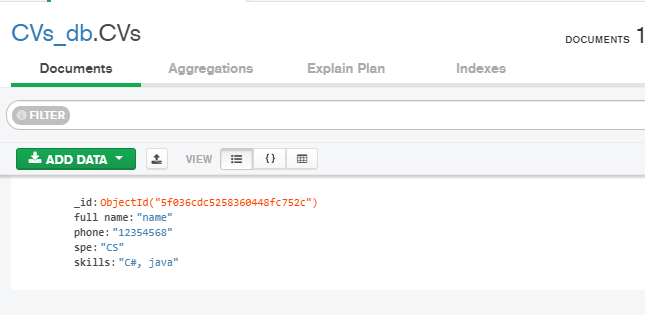 CVs_db.CVs
DOCUMENTS 1
Documents Aggregations Explain Plan Indexes
FILTER
ADD DATA VIEW {}
_id: ObjectId("5f036cdc5258360448fc752c")
full name: "name"
phone: "12354568"
spe: "CS"
skills: "C#, java"